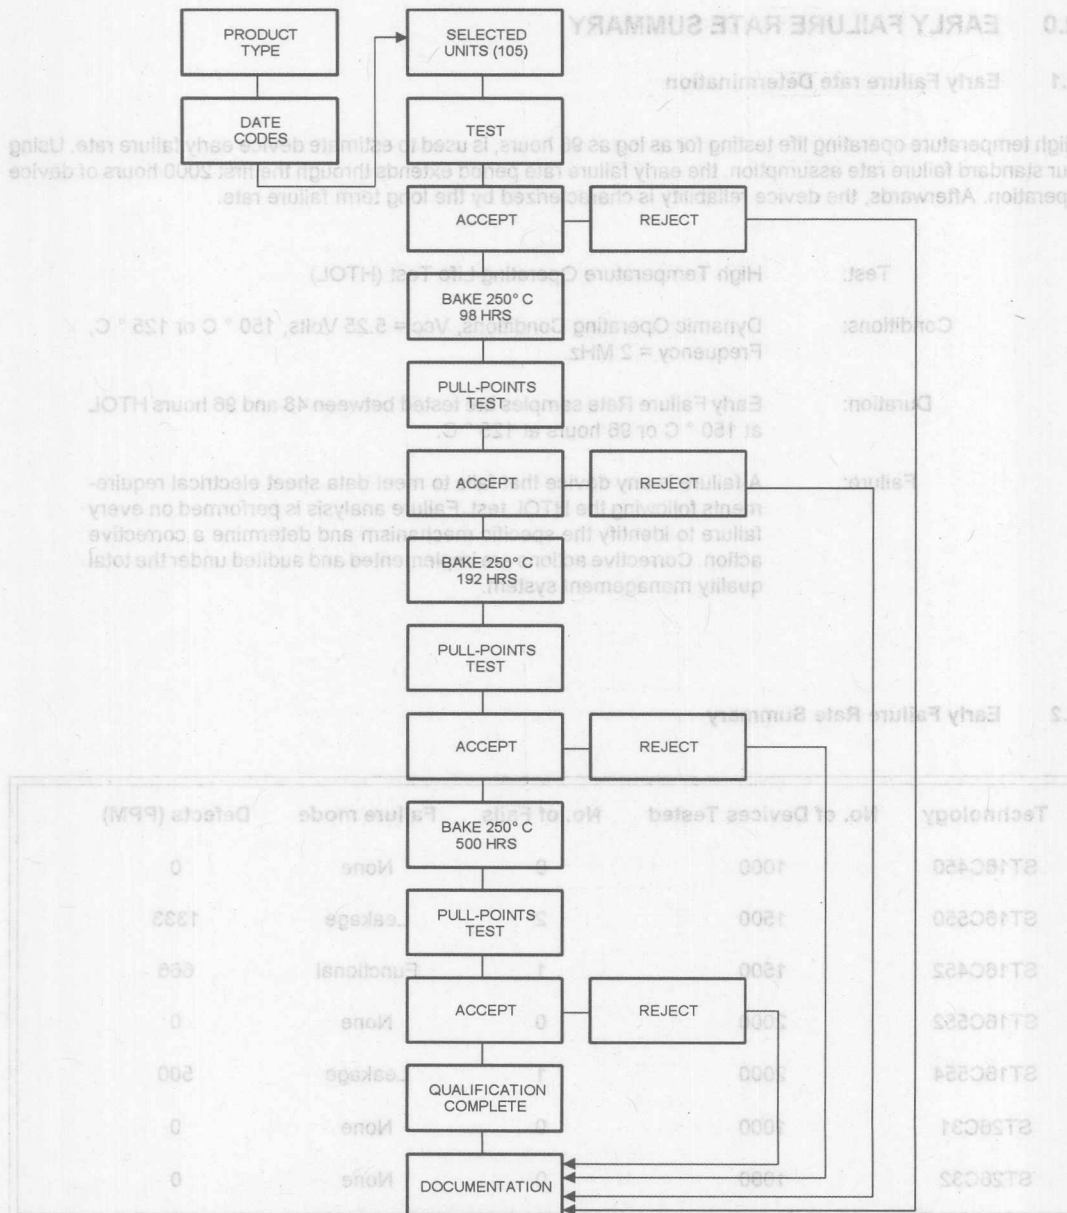 PRODUCT
TYPE
SELECTED
UNITS (105)
DATE
CODES
TEST
ACCEPT
REJECT
BAKE 250° C
98 HRS
PULL-POINTS
TEST
ACCEPT
REJECT
BAKE 250° C
192 HRS
PULL-POINTS
TEST
ACCEPT
REJECT
BAKE 250° C
500 HRS
PULL-POINTS
TEST
ACCEPT
REJECT
QUALIFICATION
COMPLETE
DOCUMENTATION
EARLY FAILURE RATE SUMMARY
Early Failure rate Determination
High temperature operating life testing for as log as hours, is used to estimate device early failure rate. Using
our standard failure rate assumption, the early failure rate period extends through the 2000 hours of device
operation. Afterwards, the device reliability is characterized by the long term failure rate.
Test: High Temperature Operating Life Test (HTOL)
Conditions: Dynamic Operating Conditions, Vcc = 5.25 Volts, 150 ° C or 125 ° C,
Frequency = 2 MHz.
Duration: Early Failure Rate samples are tested between 48 and 96 hours HTOL
at 150 ° C or 96 hours at 125 ° C.
Failure: A failure is any device that fails to meet data sheet electrical require-
ments following the HTOL test. Failure analysis is performed on every
failure to identify the specific mechanism and determine a corrective
action. Corrective actions are implemented and audited under the total
quality management system.
Early Failure Rate Summary
Technology No. of Devices Tested No. of Fails Failure mode Defects (PPM)
ST16C450 1000 0 None 0
ST16C550 1500 2 Leakage 1333
ST16C452 1500 1 Functional 666
ST16C552 2000 0 None 0
ST16C554 2000 1 Leakage 500
ST26C31 1000 0 None 0
ST26C32 1000 0 None 0